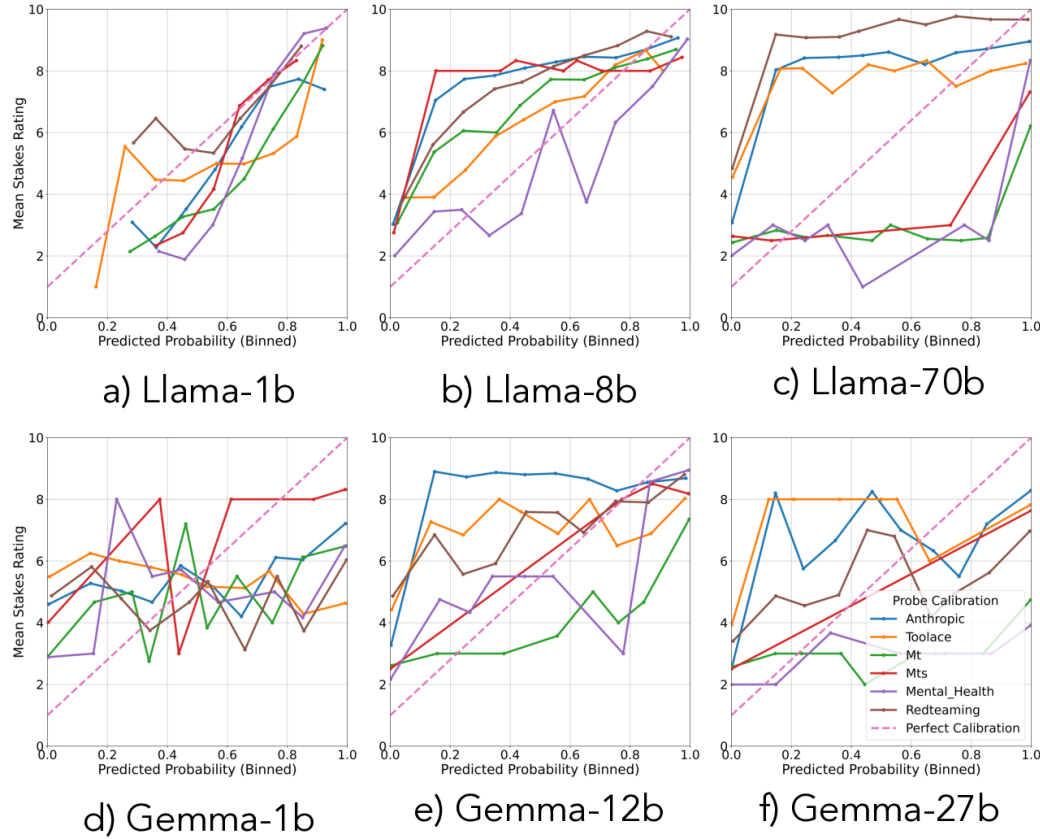 10
8
6
4
2
0
Mean Stakes Rating
0.0 0.2 0.4 0.6 0.8 1.0
Predicted Probability (Binned)
a) Llama-1b
10
8
6
4
2
0
0.0 0.2 0.4 0.6 0.8 1.0
Predicted Probability (Binned)
b) Llama-8b
10
8
6
4
2
0
0.0 0.2 0.4 0.6 0.8 1.0
Predicted Probability (Binned)
c) Llama-70b
10
8
6
4
2
0
Mean Stakes Rating
0.0 0.2 0.4 0.6 0.8 1.0
Predicted Probability (Binned)
d) Gemma-1b
10
8
6
4
2
0
0.0 0.2 0.4 0.6 0.8 1.0
Predicted Probability (Binned)
e) Gemma-12b
10
8
6
4
2
0
Probe Calibration
Anthropic
Toolace
Mt
Mts
Mental_Health
Redteaming
Perfect Calibration
0.0 0.2 0.4 0.6 0.8 1.0
Predicted Probability (Binned)
f) Gemma-27b